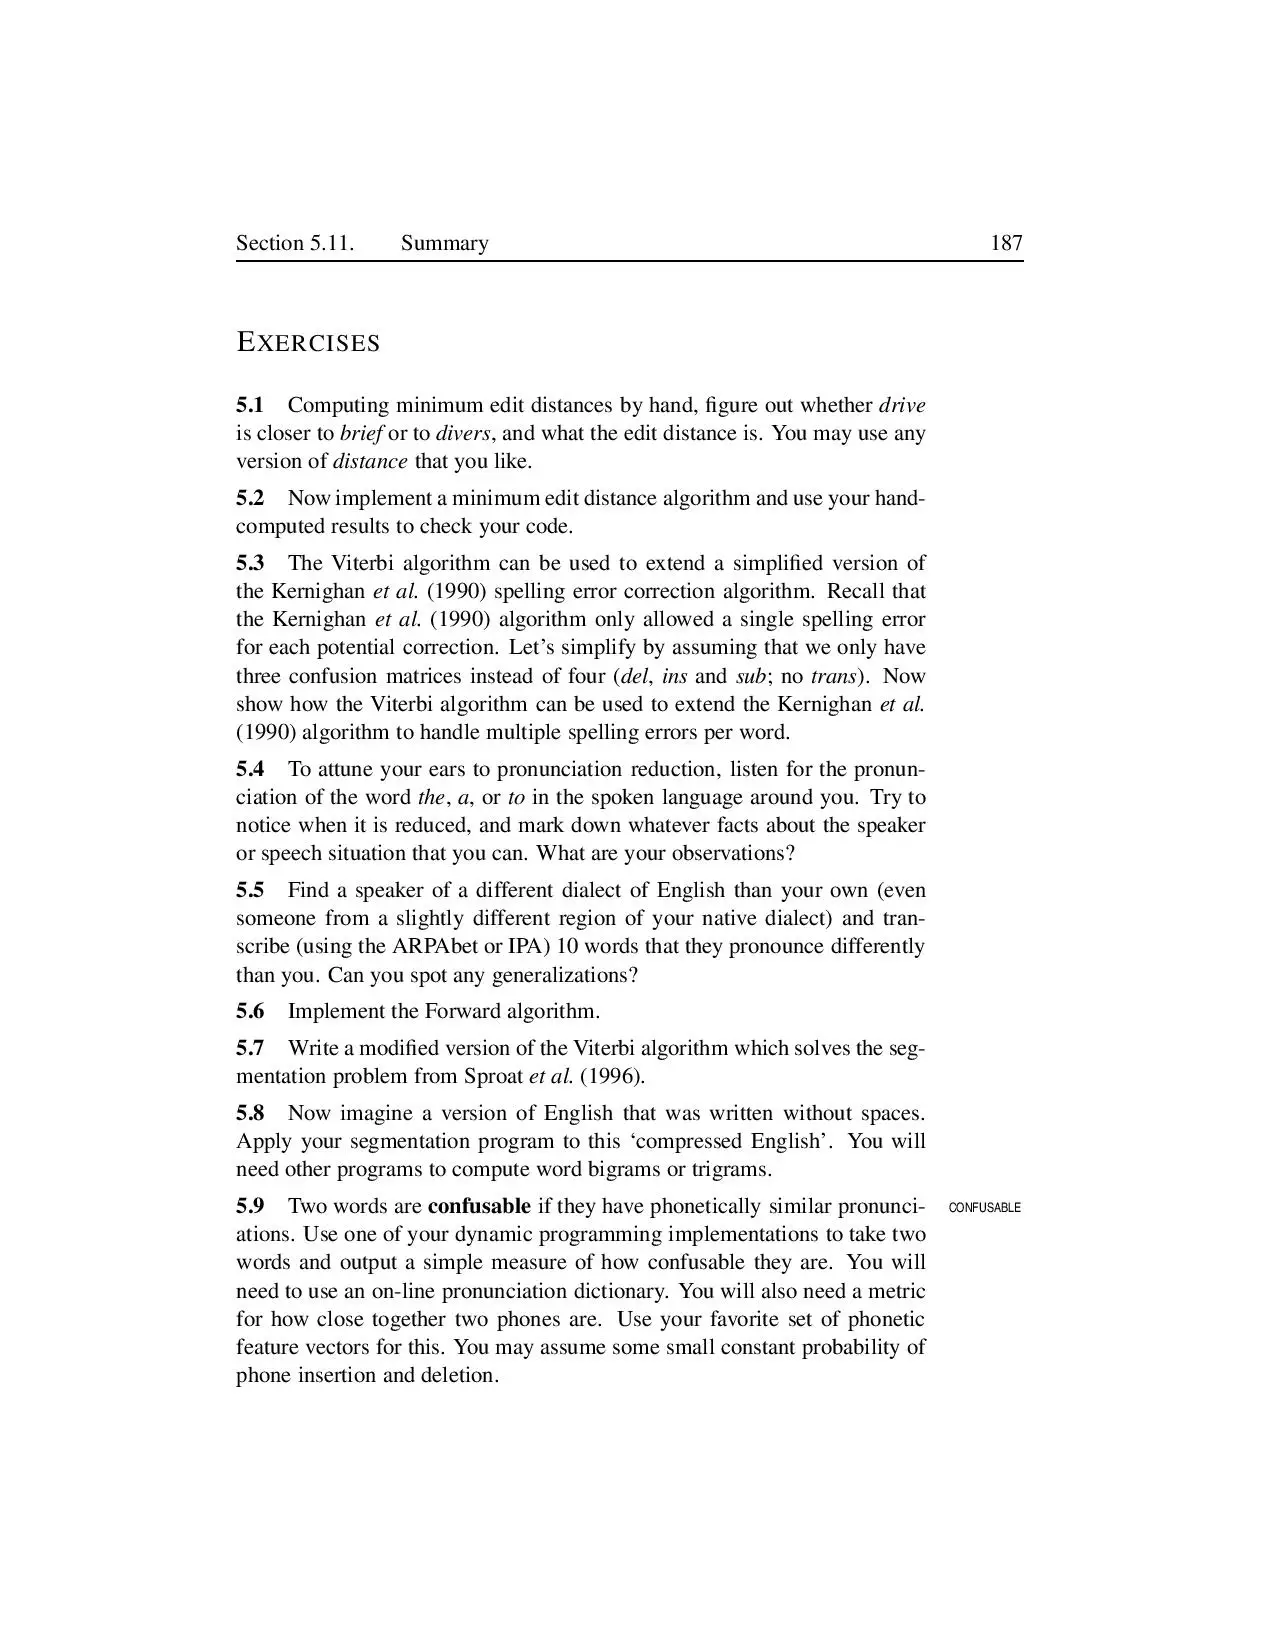 Section 5.11. Summary 187
EXERCISES
5.1 Computing minimum edit distances by hand, figure out whether drive
is closer to brief or to divers, and what the edit distance is. You may use any
version of distance that you like.
5.2 Now implement a minimum edit distance algorithm and use your hand-
computed results to check your code.
5.3 The Viterbi algorithm can be used to extend a simplified version of
the Kernighan et al. (1990) spelling error correction algorithm. Recall that
the Kernighan et al. (1990) algorithm only allowed a single spelling error
for each potential correction. Let's simplify by assuming that we only have
three confusion matrices instead of four (del, ins and sub; no trans). Now
show how the Viterbi algorithm can be used to extend the Kernighan et al.
(1990) algorithm to handle multiple spelling errors per word.
5.4 To attune your ears to pronunciation reduction, listen for the pronun-
ciation of the word the, a, or to in the spoken language around you. Try to
notice when it is reduced, and mark down whatever facts about the speaker
or speech situation that you can. What are your observations?
5.5 Find a speaker of a different dialect of English than your own (even
someone from a slightly different region of your native dialect) and tran-
scribe (using the ARPAbet or IPA) 10 words that they pronounce differently
than you. Can you spot any generalizations?
5.6 Implement the Forward algorithm.
5.7 Write a modified version of the Viterbi algorithm which solves the seg-
mentation problem from Sproat et al. (1996).
5.8 Now imagine a version of English that was written without spaces.
Apply your segmentation program to this ‘compressed English’. You will
need other programs to compute word bigrams or trigrams.
5.9 Two words are confusable if they have phonetically similar pronunci- CONFUSABLE
ations. Use one of your dynamic programming implementations to take two
words and output a simple measure of how confusable they are. You will
need to use an on-line pronunciation dictionary. You will also need a metric
for how close together two phones are. Use your favorite set of phonetic
feature vectors for this. You may assume some small constant probability of
phone insertion and deletion.